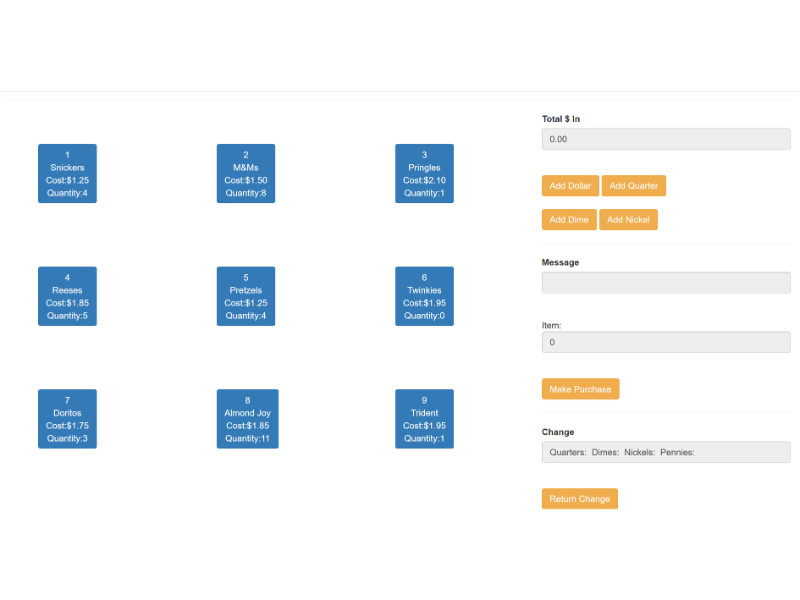 1
Snickers
Cost:$1.25
Quantity:4
2
M&Ms
Cost:$1.50
Quantity:8
3
Pringles
Cost:$2.10
Quantity:1
4
Reeses
Cost:$1.85
Quantity:5
5
Pretzels
Cost:$1.25
Quantity:4
6
Twinkies
Cost:$1.95
Quantity:0
7
Doritos
Cost:$1.75
Quantity:3
8
Almond Joy
Cost:$1.85
Quantity:11
9
Trident
Cost:$1.95
Quantity:1
Total $ In
0.00
Add Dollar Add Quarter
Add Dime Add Nickel
Message
Item:
0
Make Purchase
Change
Quarters: Dimes: Nickels: Pennies:
Return Change